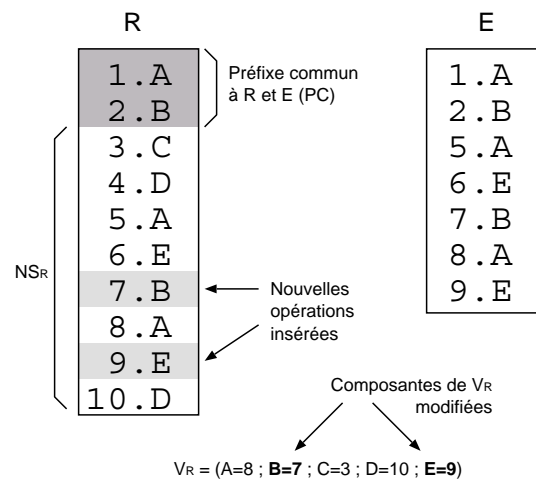 R
E
1.A
2.B
3.C
4.D
5.A
6.E
7.B
8.A
9.E
10.D
Préfixe commun
à R et E (PC)
NSR
Nouvelles
opérations
insérées
1.A
2.B
5.A
6.E
7.B
8.A
9.E
Composantes de VR
modifiées
VR = (A=8 ; B=7 ; C=3 ; D=10 ; E=9)